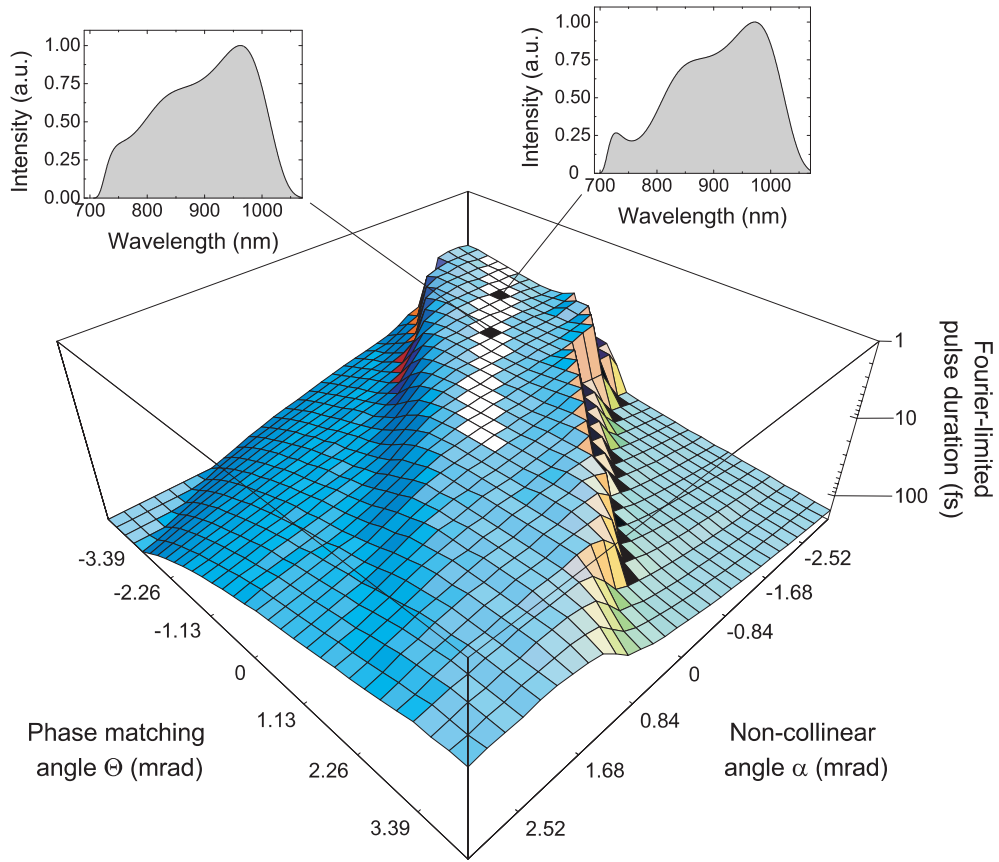 1.00
0.75
0.50
0.25
0.00
Intensity (a.u.)
700 800 900 1000
Wavelength (nm)
1.00
0.75
0.50
0.25
0
Intensity (a.u.)
700 800 900 1000
Wavelength (nm)
1
10
100
Fourier-limited
pulse duration (fs)
-3.39
-2.26
-1.13
0
1.13
2.26
3.39
Phase matching
angle Θ (mrad)
-2.52
-1.68
-0.84
0
0.84
1.68
2.52
Non-collinear
angle α (mrad)